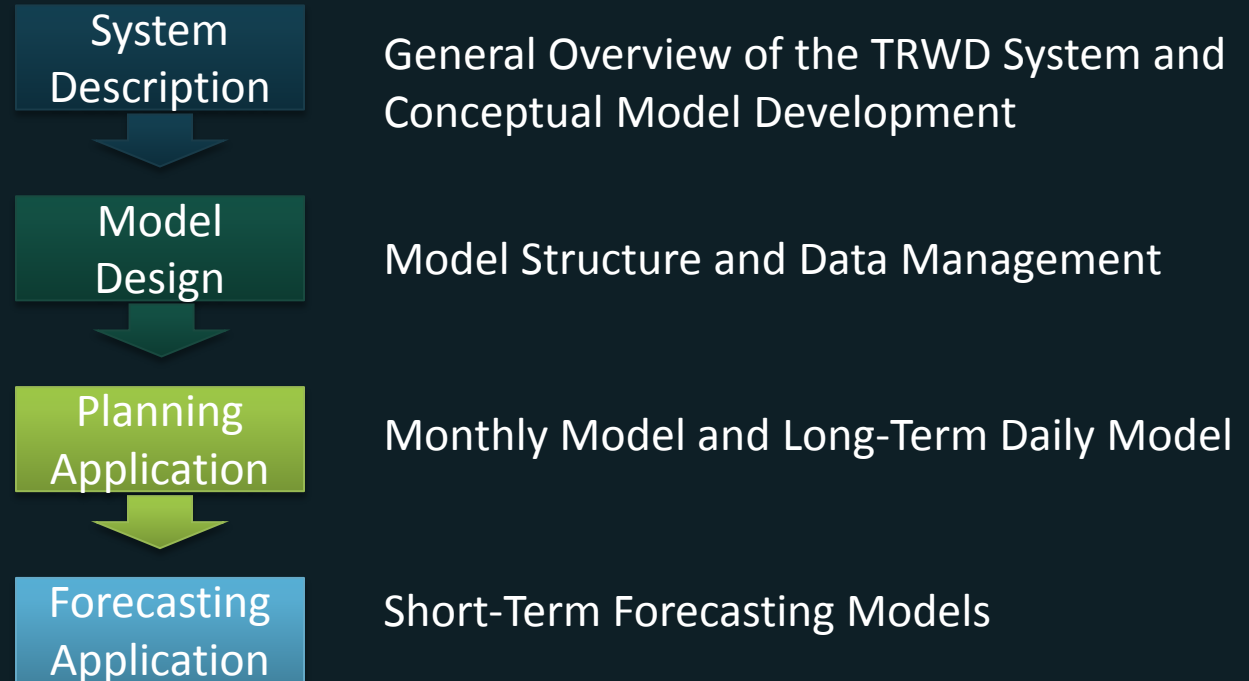 System
Description
General Overview of the TRWD System and
Conceptual Model Development
Model
Design
Model Structure and Data Management
Planning
Application
Monthly Model and Long-Term Daily Model
Forecasting
Application
Short-Term Forecasting Models